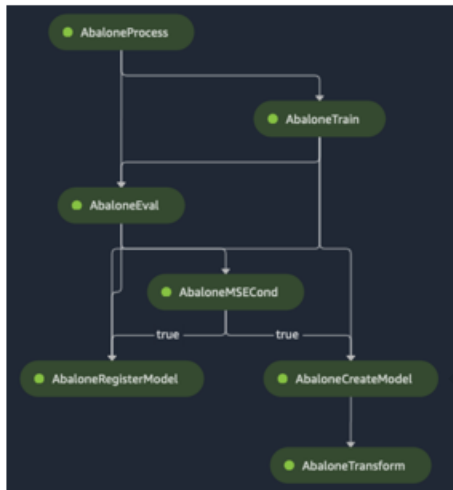 AbaloneProcess
AbaloneTrain
AbaloneEval
AbaloneMSECond
true
true
AbaloneRegisterModel
AbaloneCreateModel
AbaloneTransform